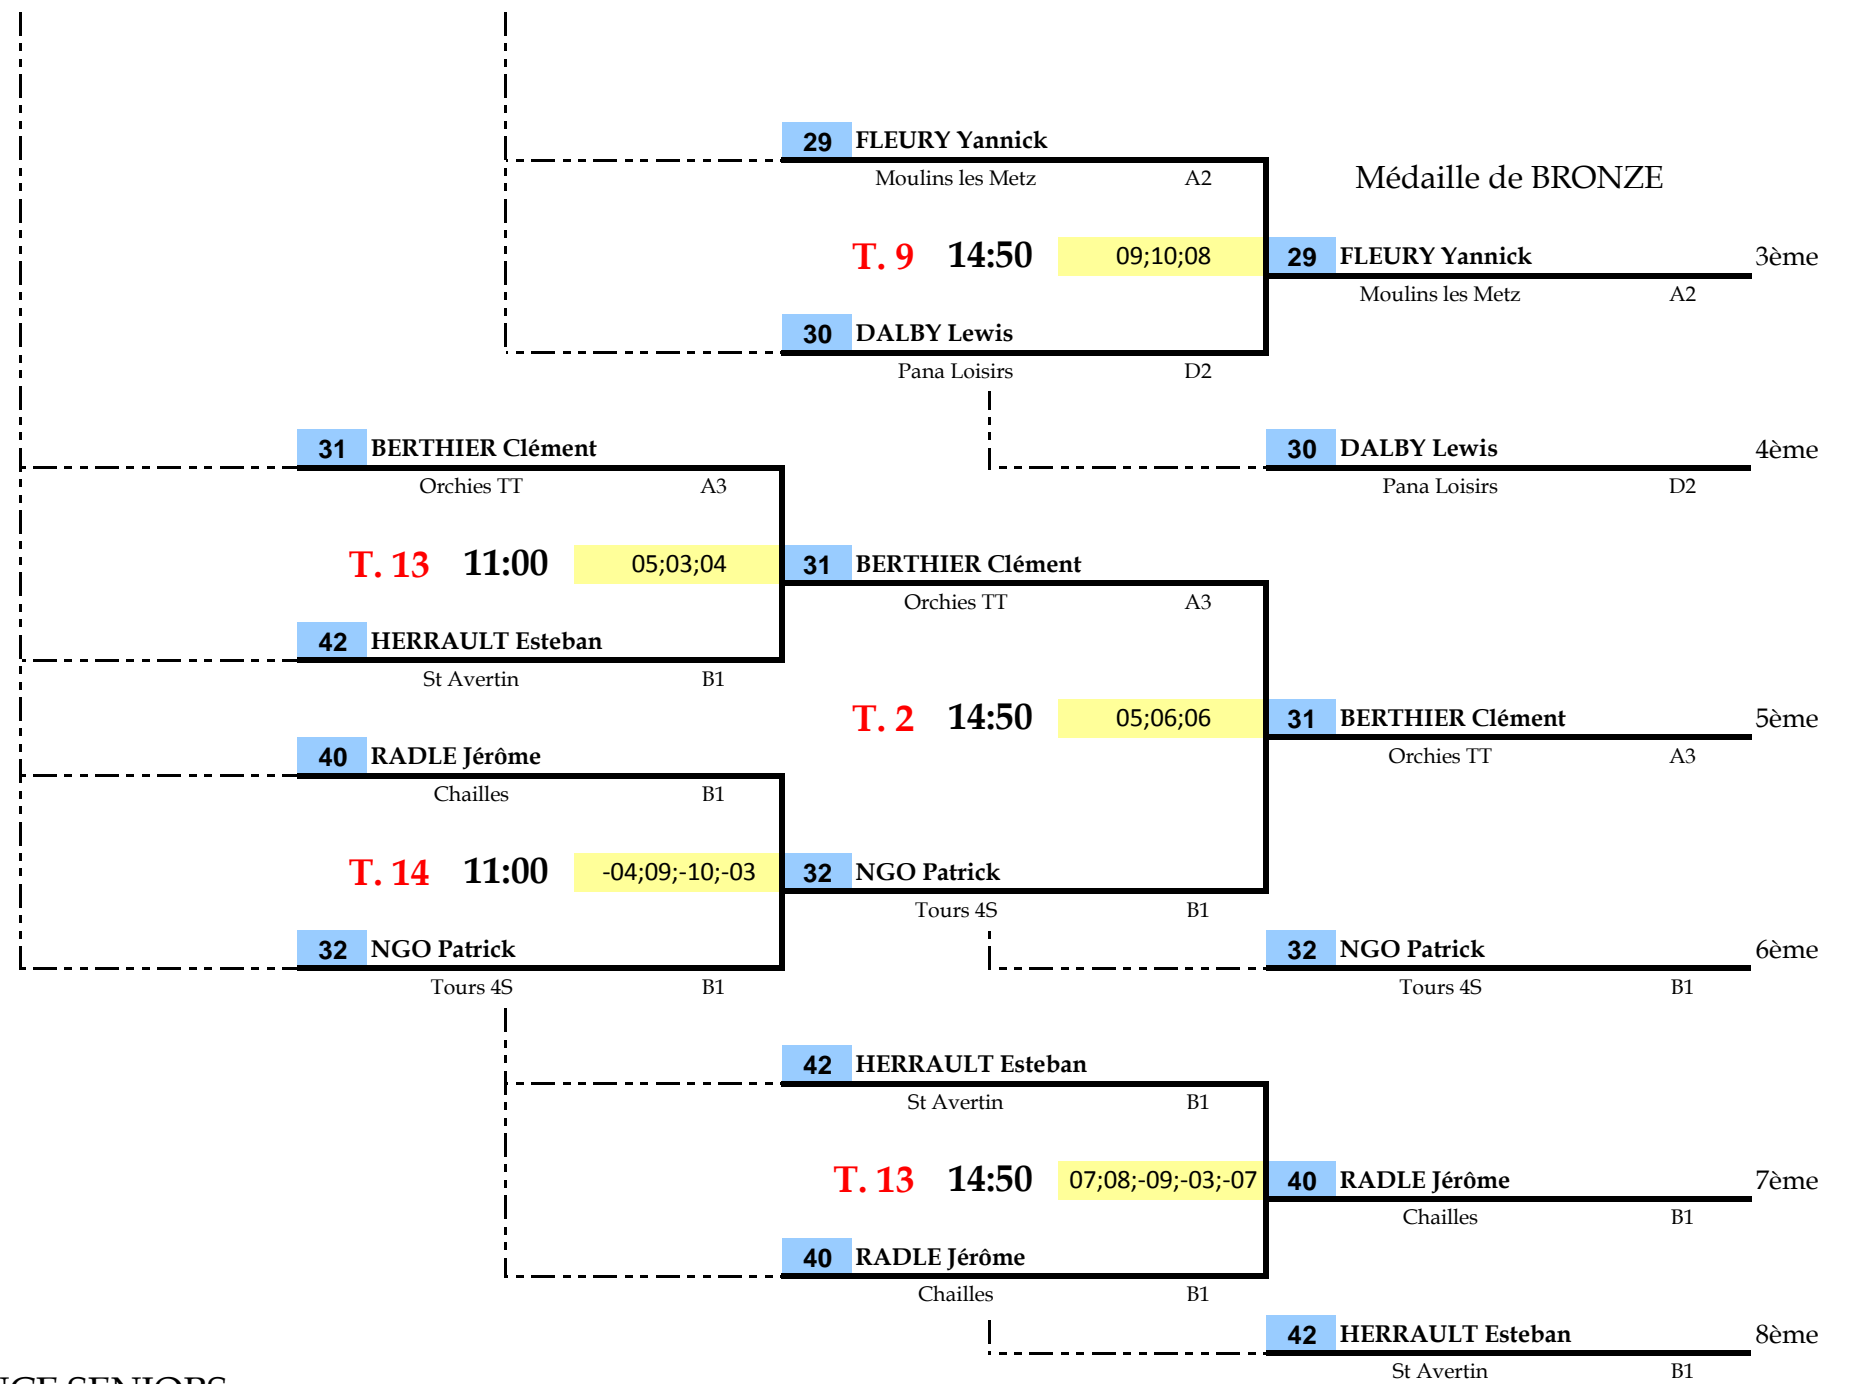 29 FLEURY Yannick
Moulins les Metz A2
Médaille de BRONZE
T. 9 14:50 09;10;08 29 FLEURY Yannick 3ème
Moulins les Metz A2
30 DALBY Lewis
Pana Loisirs D2
31 BERTHIER Clément 30 DALBY Lewis 4ème
Orchies TT A3 Pana Loisirs D2
T. 13 11:00 05;03;04 31 BERTHIER Clément
Orchies TT A3
42 HERRAULT Esteban
St Avertin B1
T. 2 14:50 05;06;06 31 BERTHIER Clément 5ème
40 RADLE Jérôme Orchies TT A3
Chailles B1
T. 14 11:00 -04;09;-10;-03 32 NGO Patrick
Tours 4S B1
32 NGO Patrick 32 NGO Patrick 6ème
Tours 4S B1 Tours 4S B1
42 HERRAULT Esteban
St Avertin B1
T. 13 14:50 07;08;-09;-03;-07 40 RADLE Jérôme 7ème
Chailles B1
40 RADLE Jérôme
Chailles B1
42 HERRAULT Esteban 8ème
St Avertin B1